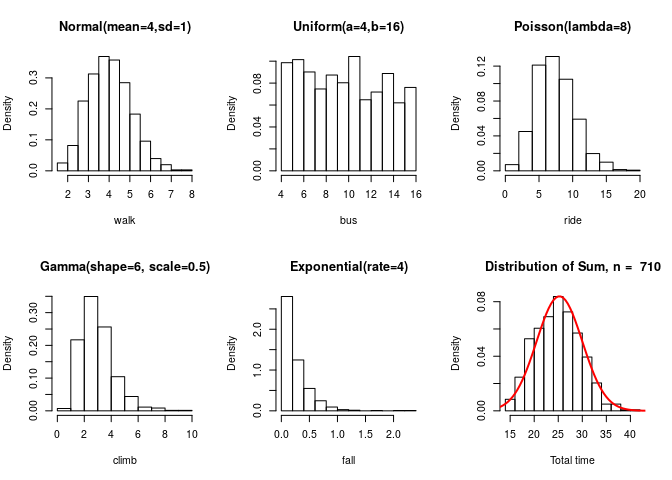 Normal(mean=4,sd=1)
Density
0.0 0.1 0.2 0.3
2 3 4 5 6 7 8
walk
Uniform(a=4,b=16)
Density
0.00 0.04 0.08
4 6 8 10 12 14 16
bus
Poisson(lambda=8)
Density
0.00 0.04 0.08 0.12
0 5 10 15 20
ride
Gamma(shape=6, scale=0.5)
Density
0.00 0.10 0.20 0.30
0 2 4 6 8 10
climb
Exponential(rate=4)
Density
0.0 1.0 2.0
0.0 0.5 1.0 1.5 2.0
fall
Distribution of Sum, n = 710
Density
0.00 0.04 0.08
15 20 25 30 35 40
Total time